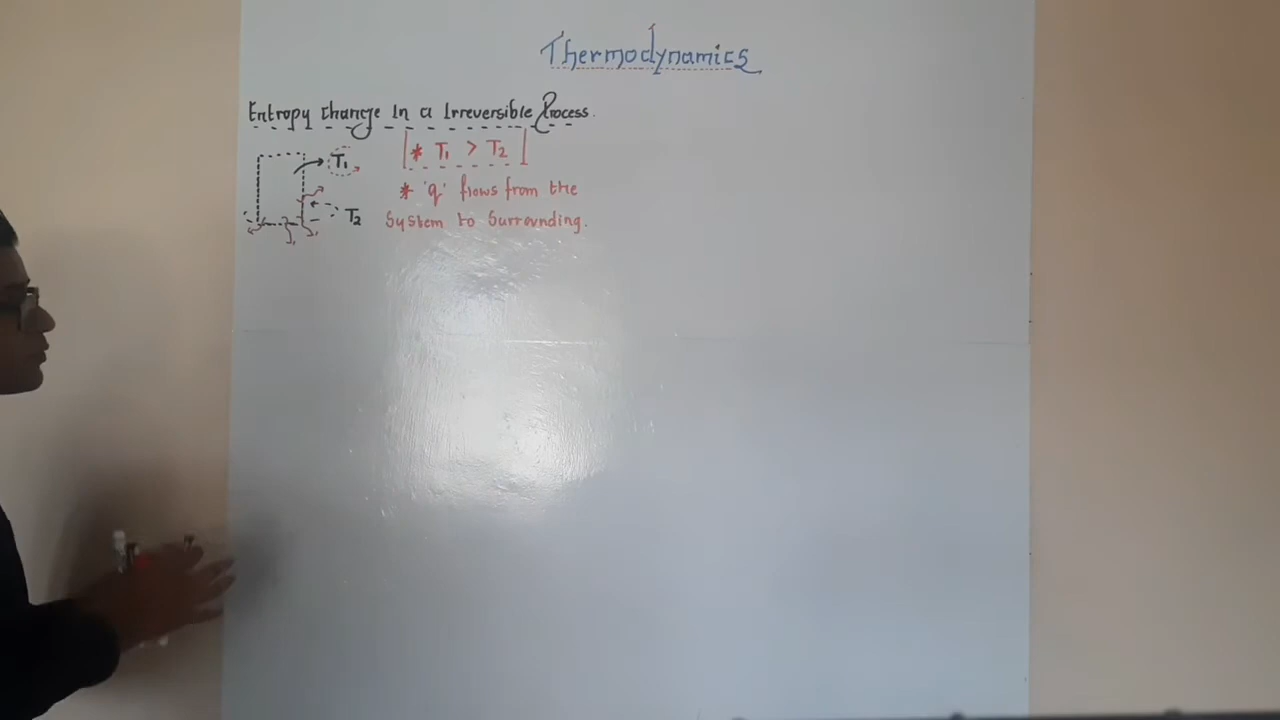 Thermodynamics
Entropy change In a Irreversible Process.
T₁
* T₁ > T₂
* 'q' flows from the
T₂
System to Surrounding.